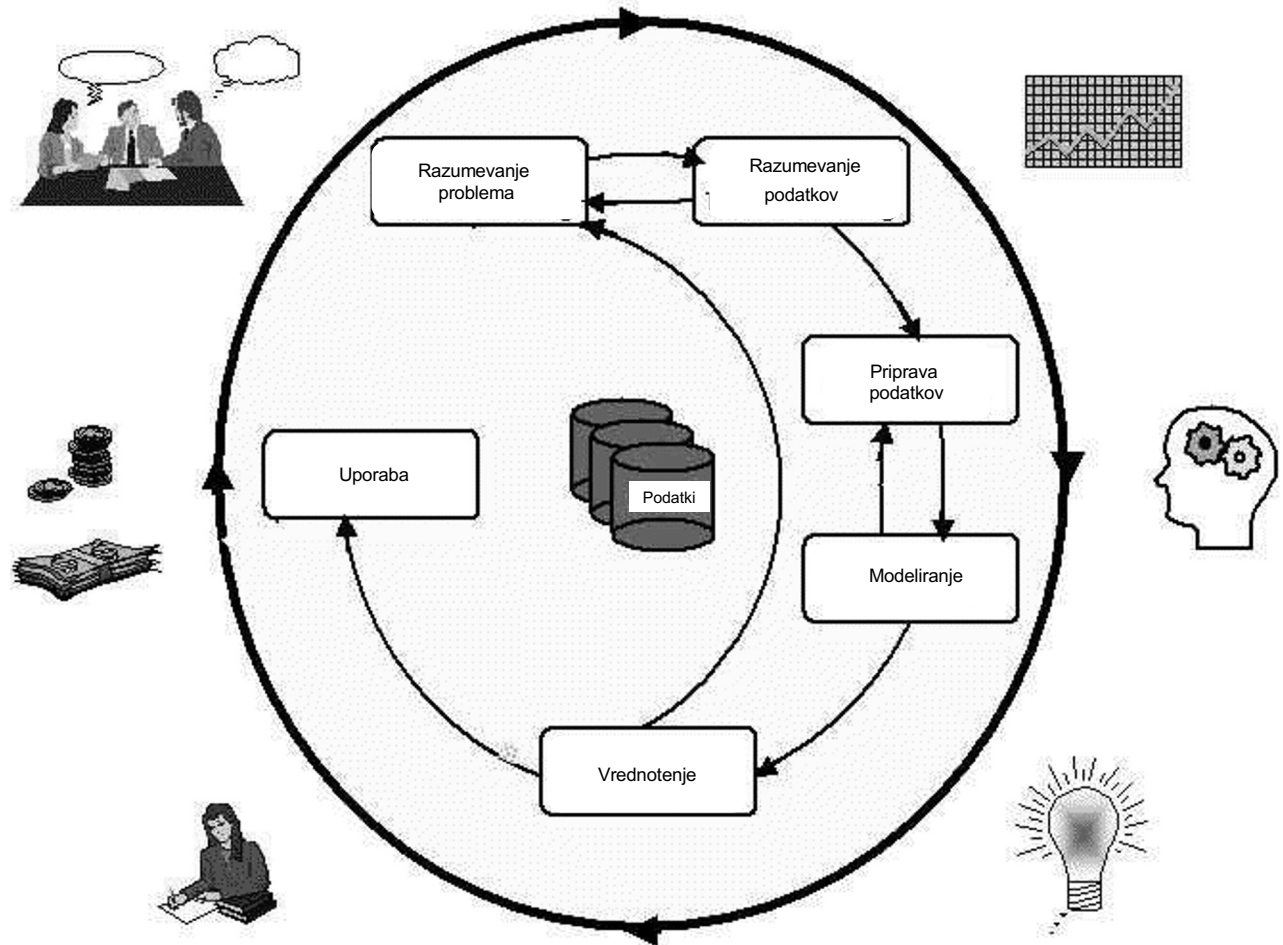 Razumevanje
problema
Razumevanje
podatkov
Priprava
podatkov
Uporaba
Podatki
Modeliranje
Vrednotenje